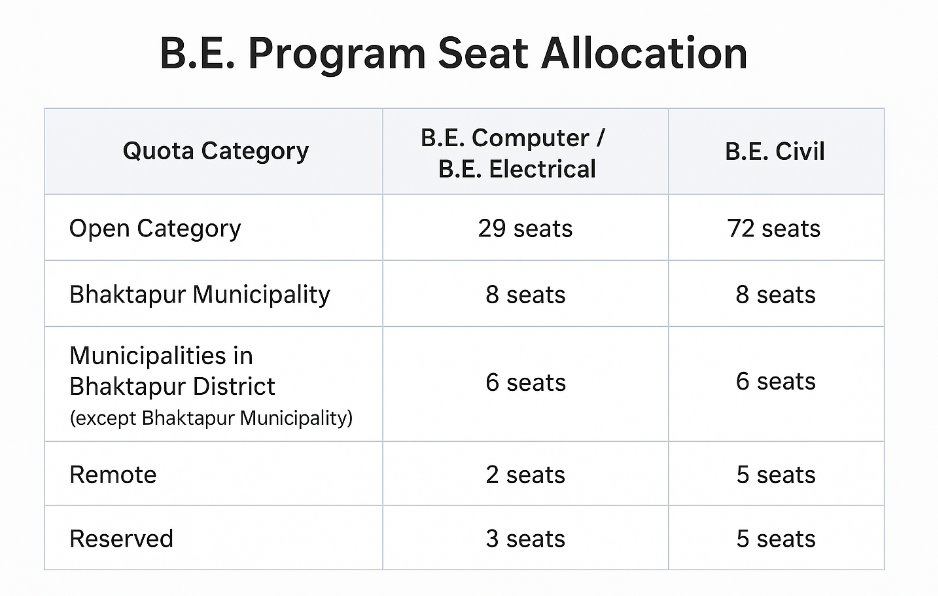 B.E. Program Seat Allocation
Quota Category
B.E. Computer /
B.E. Electrical
B.E. Civil
Open Category
29 seats
72 seats
Bhaktapur Municipality
8 seats
8 seats
Municipalities in
Bhaktapur District
(except Bhaktapur Municipality)
6 seats
6 seats
Remote
2 seats
5 seats
Reserved
3 seats
5 seats